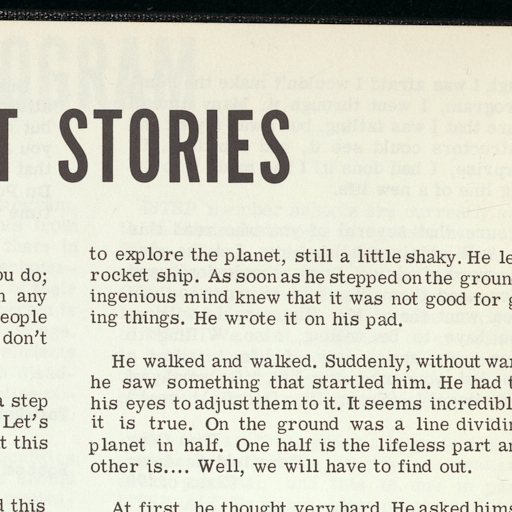 T STORIES
ou do;
any
eople
don't
a step
Let's
t this
d this
to explore the planet, still a little shaky. He le
rocket ship. As soon as he stepped on the groun
ingenious mind knew that it was not good for g
ing things. He wrote it on his pad.
He walked and walked. Suddenly, without war
he saw something that startled him. He had t
his eyes to adjust them to it. It seems incredibl
it is true. On the ground was a line dividin
planet in half. One half is the lifeless part an
other is.... Well, we will have to find out.
At first, he thought very hard. He asked hims